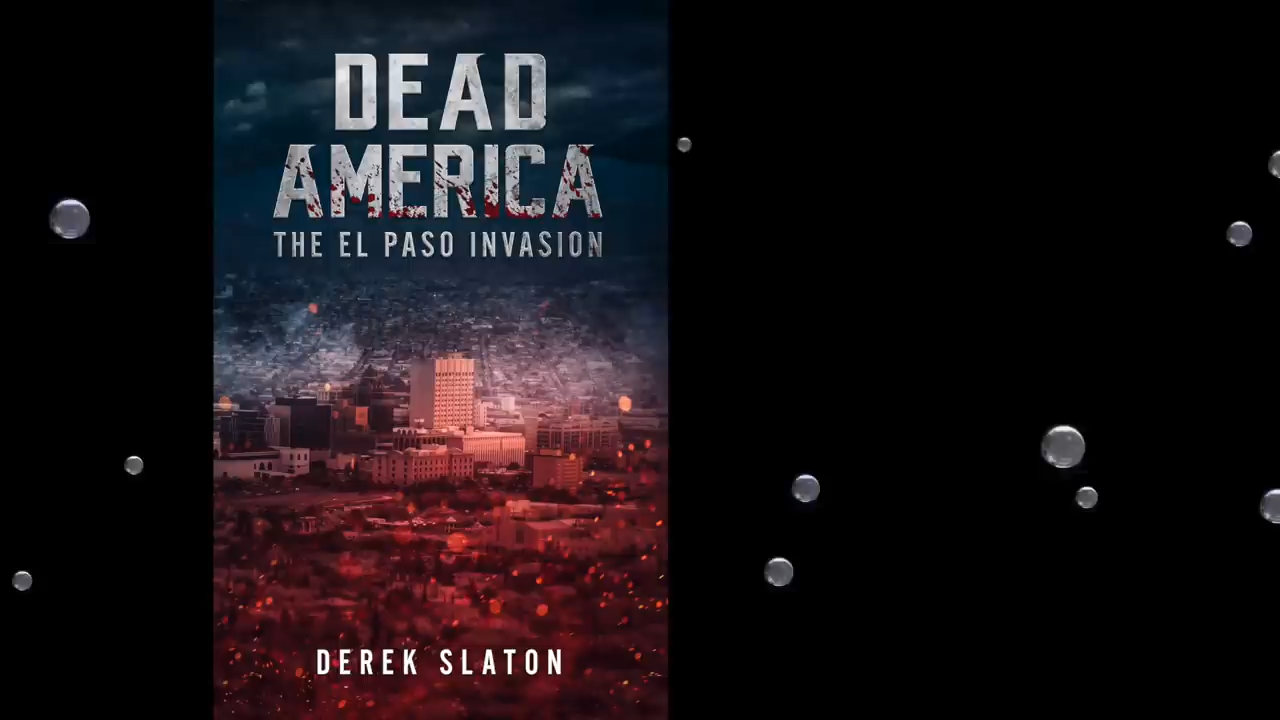 DEAD
AMERICA
THE EL PASO INVASION
DEREK SLATON